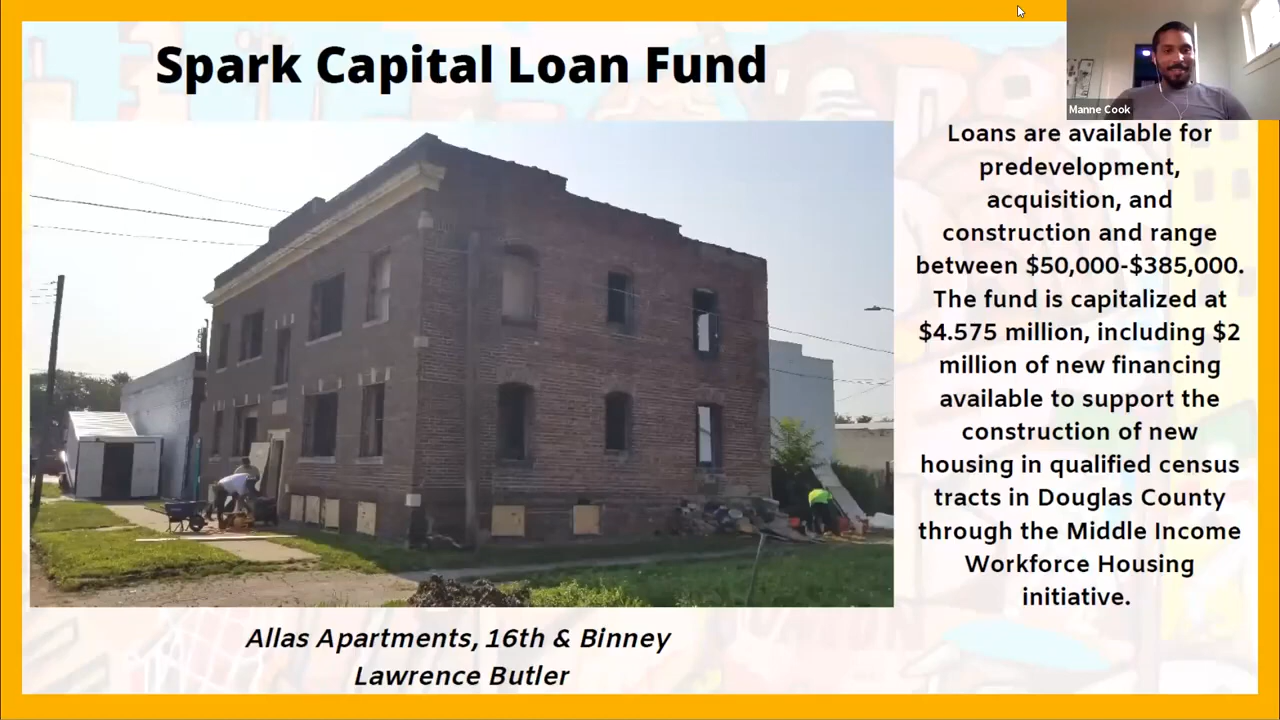 Spark Capital Loan Fund
Manne Cook
Loans are available for
predevelopment,
acquisition, and
construction and range
between $50,000-$385,000.
The fund is capitalized at
$4.575 million, including $2
million of new financing
available to support the
construction of new
housing in qualified census
tracts in Douglas County
through the Middle Income
Workforce Housing
initiative.
Allas Apartments, 16th & Binney
Lawrence Butler